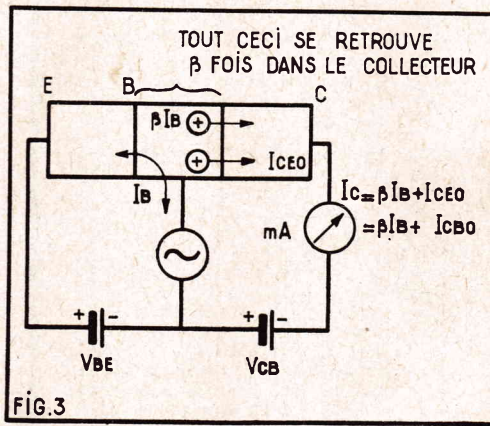 TOUT CECI SE RETROUVE
β FOIS DANS LE COLLECTEUR
E
B
C
βIB
+
+
ICEO
IB
IC=βIB+ICEO
=βIB+ ICBO
mA
+ -
+ -
VBE
VCB
FIG.3